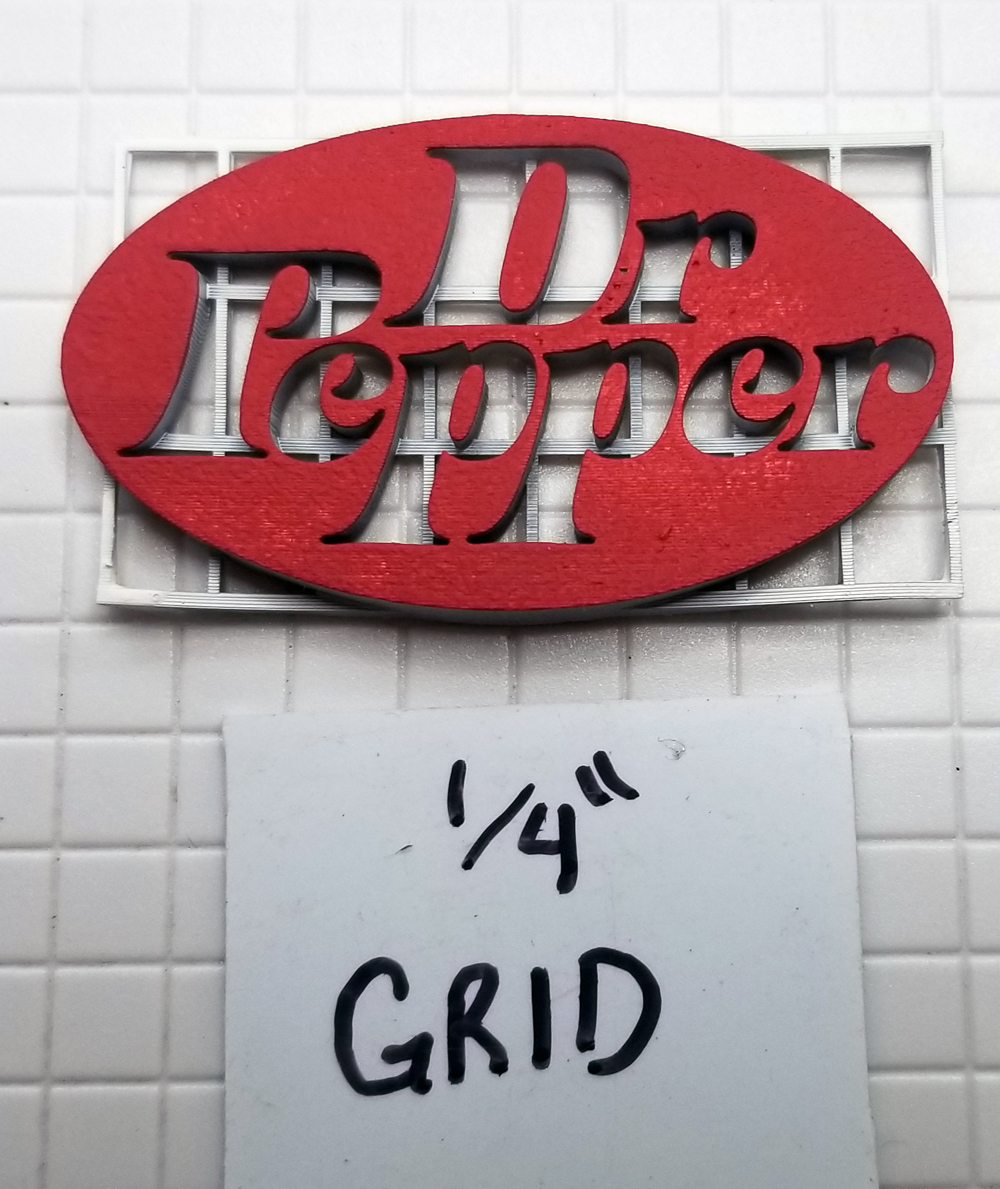 Dr
Pepper
1/4"
GRID